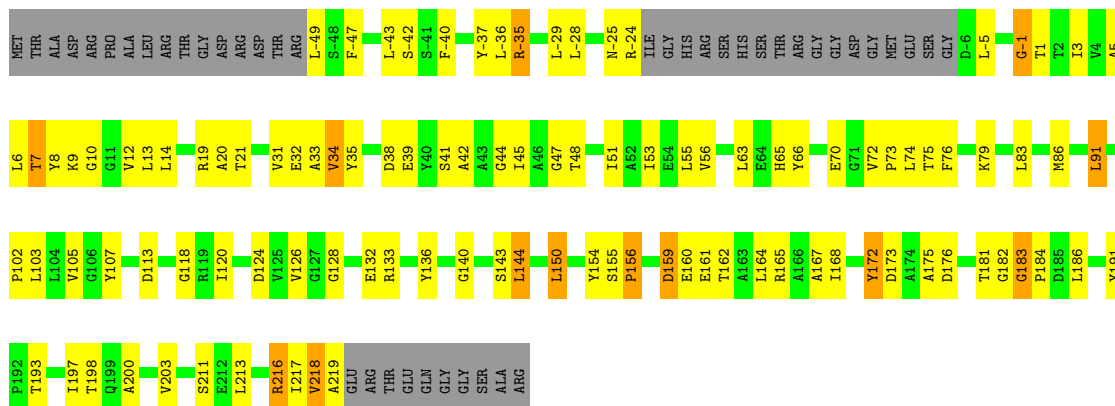 MET THR ALA ASP ARG PRO ALA LEU ARG THR GLY ASP ARG ASP THR ARG L-49 S-48 F-47 L-43 S-42 S-41 F-40 Y-37 L-36 R-35 L-29 L-28 N-25 R-24 ILE GLY HIS ARG SER HIS SER THR ARG GLY GLY ASP GLY MET GLU SER GLY D-6 L-5 G-1 T1 T2 I3 V4 A5
L6 T7 Y8 K9 G10 G11 V12 L13 L14 R19 A20 T21 V31 E32 A33 V34 Y35 D38 E39 Y40 S41 A42 A43 G44 I45 A46 G47 T48 I51 A52 I53 E54 L55 V56 L63 E64 H65 Y66 E70 G71 V72 P73 L74 T75 F76 K79 L83 M86 L91
P102 L103 L104 V105 G106 Y107 D113 G118 R119 I120 D124 V125 V126 G127 G128 E132 R133 Y136 G140 S143 L144 L150 Y154 S155 P156 D159 E160 E161 T162 A163 L164 R165 A166 A167 I168 Y172 D173 A174 A175 D176 T181 G182 G183 P184 D185 L186 Y191
P192 T193 I197 T198 Q199 A200 V203 S211 E212 L213 R216 I217 V218 A219 GLU ARG THR GLU GLN GLY GLY SER ALA ARG